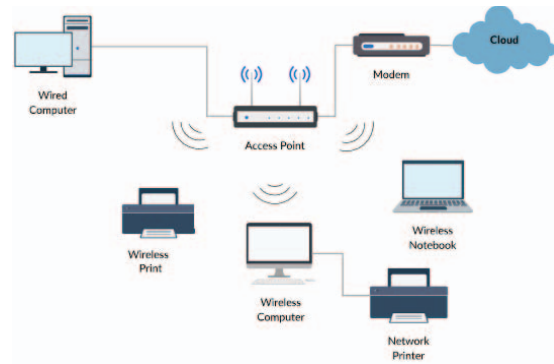 Cloud
Modem
Wired
Computer
Access Point
Wireless
Notebook
Wireless
Print
Wireless
Computer
Network
Printer